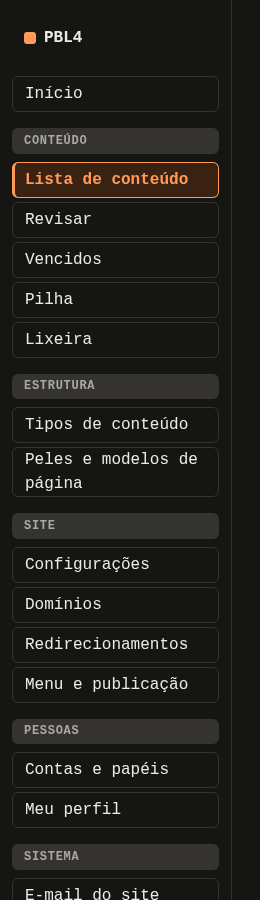 PBL4
Início
CONTEÚDO
Lista de conteúdo
Revisar
Vencidos
Pilha
Lixeira
ESTRUTURA
Tipos de conteúdo
Peles e modelos de
página
SITE
Configurações
Domínios
Redirecionamentos
Menu e publicação
PESSOAS
Contas e papéis
Meu perfil
SISTEMA
E-mail do site